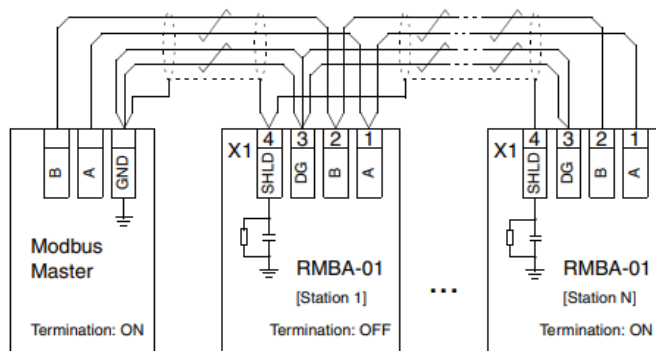 X1
4
3
2
1
X1
4
3
2
1
B
A
GND
SHLD
DG
B
A
SHLD
DG
B
A
Modbus
Master
RMBA-01
[Station 1]
...
RMBA-01
[Station N]
Termination: ON
Termination: OFF
Termination: ON